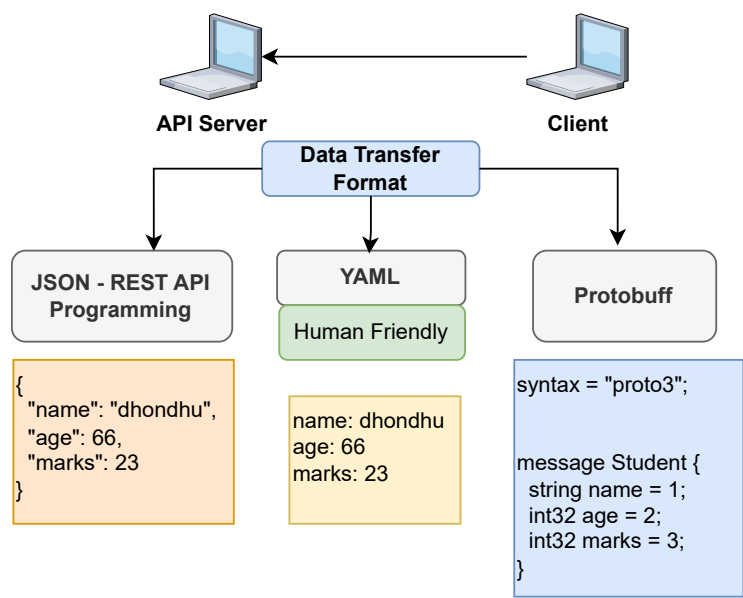 API Server
Client
Data Transfer
Format
JSON - REST API
Programming
YAML
Human Friendly
Protobuff
{
"name": "dhondhu",
"age": 66,
"marks": 23
}
name: dhondhu
age: 66
marks: 23
syntax = "proto3";
message Student {
string name = 1;
int32 age = 2;
int32 marks = 3;
}